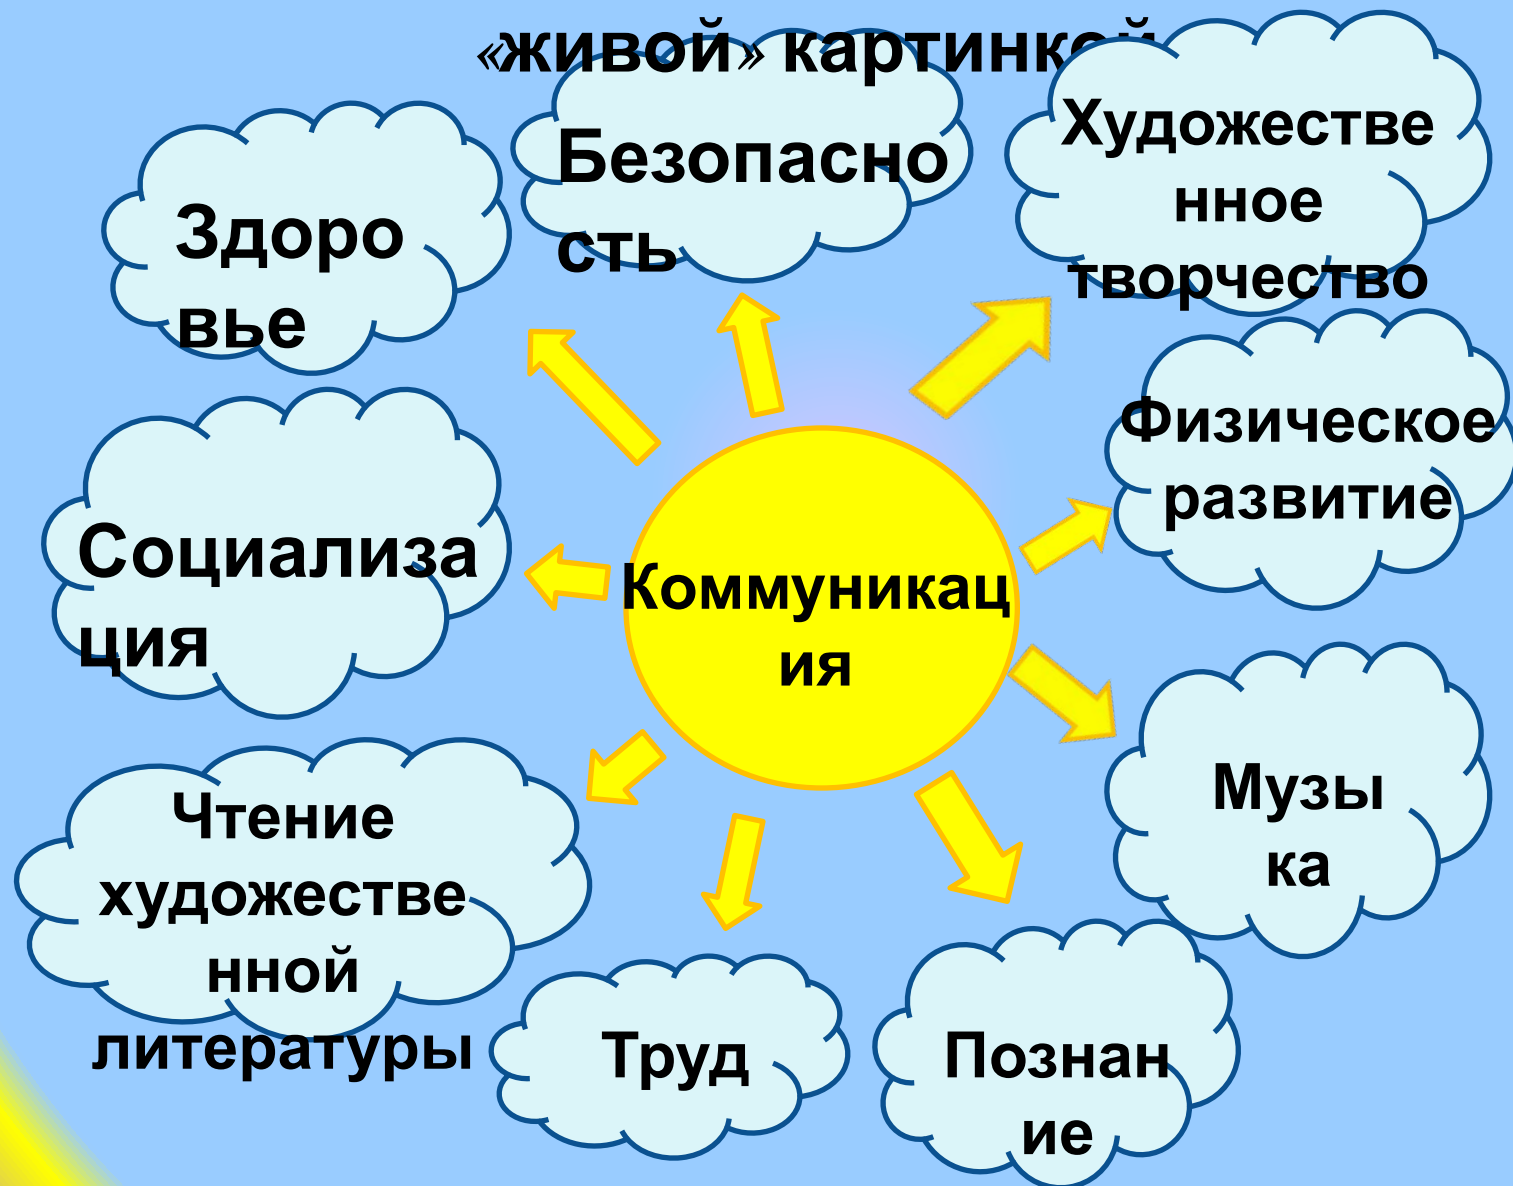 «живой» картинкой
Безопасно
сть
Художестве
нное
творчество
Здоро
вье
Физическое
развитие
Социализа
ция
Коммуникац
ия
Музы
ка
Чтение
художестве
нной
литературы
Труд
Познан
ие